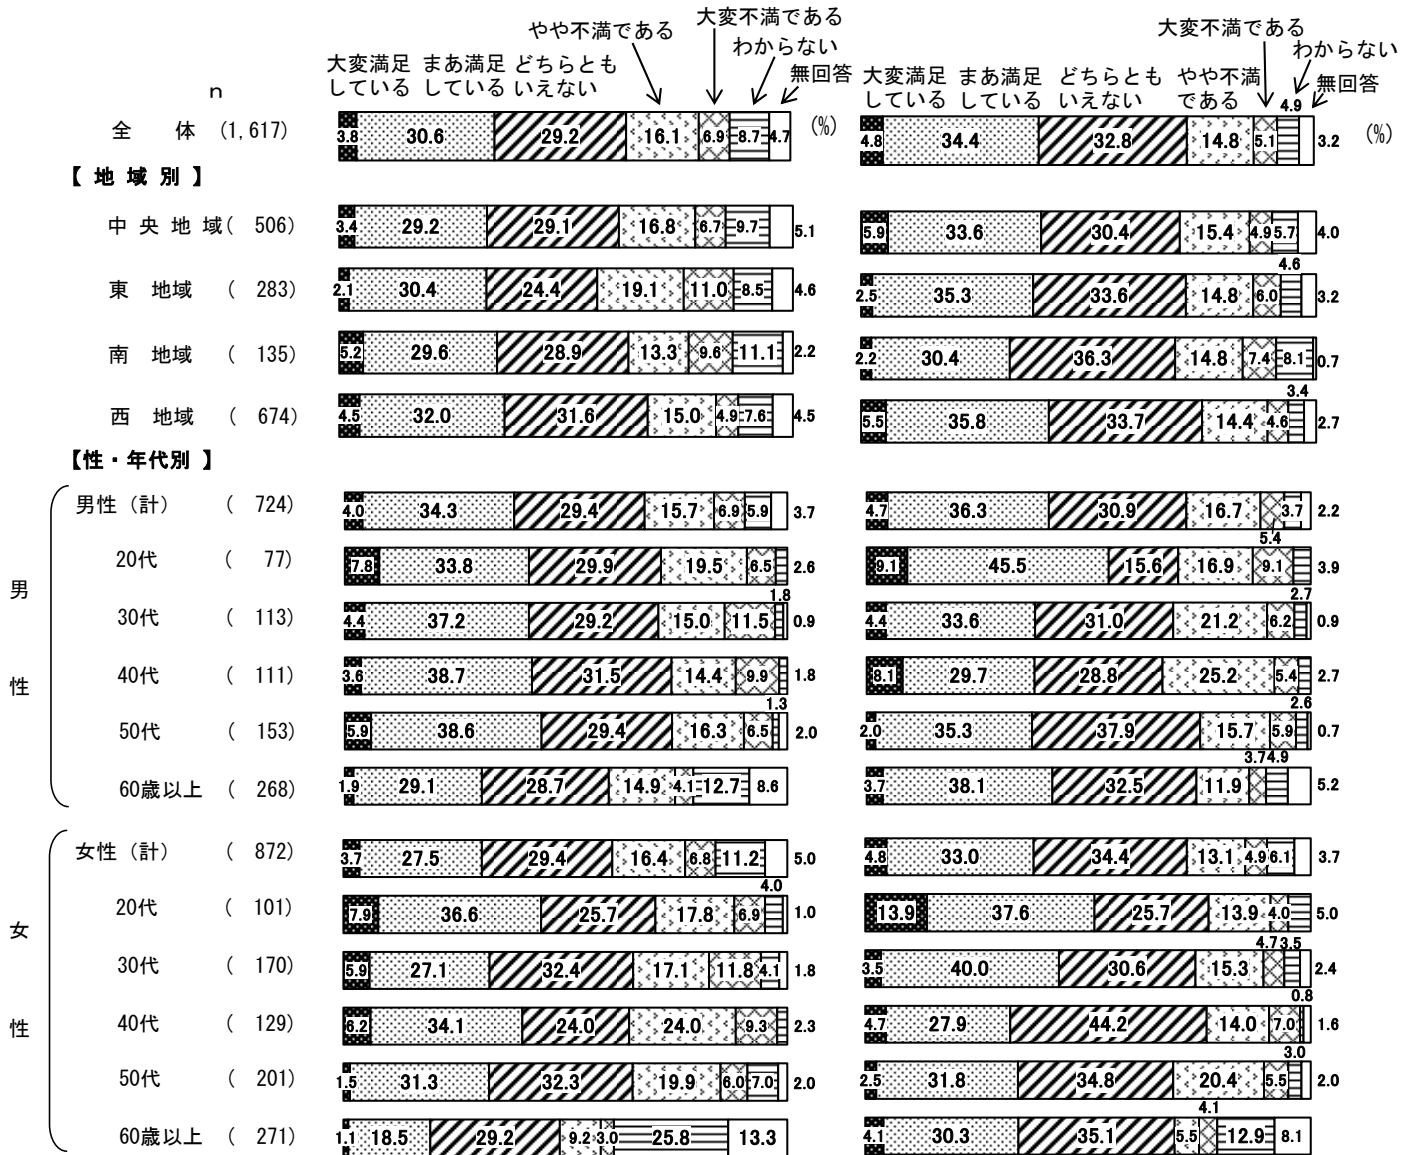 やや不満である 大変不満である わからない 無回答 大変不満である わからない 無回答
大変満足 まあ満足 どちらとも 大変満足 まあ満足 どちらとも やや不満
している している いえない している している いえない である
n
4.9
全 体 (1,617) 3.8 30.6 29.2 16.1 6.9 8.7 4.7 (%) 4.8 34.4 32.8 14.8 5.1 3.2 (%)
【 地 域 別 】
中 央 地 域( 506) 3.4 29.2 29.1 16.8 6.7 9.7 5.1 5.9 33.6 30.4 15.4 4.9 5.7 4.0
4.6
東 地域 ( 283) 2.1 30.4 24.4 19.1 11.0 8.5 4.6 2.5 35.3 33.6 14.8 6.0 3.2
南 地域 ( 135) 5.2 29.6 28.9 13.3 9.6 11.1 2.2 2.2 30.4 36.3 14.8 7.4 8.1 0.7
3.4
西 地域 ( 674) 4.5 32.0 31.6 15.0 4.9 7.6 4.5 5.5 35.8 33.7 14.4 4.6 2.7
【性・年代別 】
男性（計） ( 724) 4.0 34.3 29.4 15.7 6.9 5.9 3.7 4.7 36.3 30.9 16.7 3.7 2.2
5.4
男
20代 ( 77) 7.8 33.8 29.9 19.5 6.5 2.6 9.1 45.5 15.6 16.9 9.1 3.9
1.8 2.7
30代 ( 113) 4.4 37.2 29.2 15.0 11.5 0.9 4.4 33.6 31.0 21.2 6.2 0.9
性
40代 ( 111) 3.6 38.7 31.5 14.4 9.9 1.8 8.1 29.7 28.8 25.2 5.4 2.7
1.3 2.6
50代 ( 153) 5.9 38.6 29.4 16.3 6.5 2.0 2.0 35.3 37.9 15.7 5.9 0.7
3.7 4.9
60歳以上 ( 268) 1.9 29.1 28.7 14.9 4.1 12.7 8.6 3.7 38.1 32.5 11.9 5.2
女性（計） ( 872) 3.7 27.5 29.4 16.4 6.8 11.2 5.0 4.8 33.0 34.4 13.1 4.9 6.1 3.7
4.0
女
20代 ( 101) 7.9 36.6 25.7 17.8 6.9 1.0 13.9 37.6 25.7 13.9 4.0 5.0
4.7 3.5
30代 ( 170) 5.9 27.1 32.4 17.1 11.8 4.1 1.8 3.5 40.0 30.6 15.3 2.4
0.8
性
40代 ( 129) 6.2 34.1 24.0 24.0 9.3 2.3 4.7 27.9 44.2 14.0 7.0 1.6
3.0
50代 ( 201) 1.5 31.3 32.3 19.9 6.0 7.0 2.0 2.5 31.8 34.8 20.4 5.5 2.0
4.1
60歳以上 ( 271) 1.1 18.5 29.2 9.2 3.0 25.8 13.3 4.1 30.3 35.1 5.5 12.9 8.1